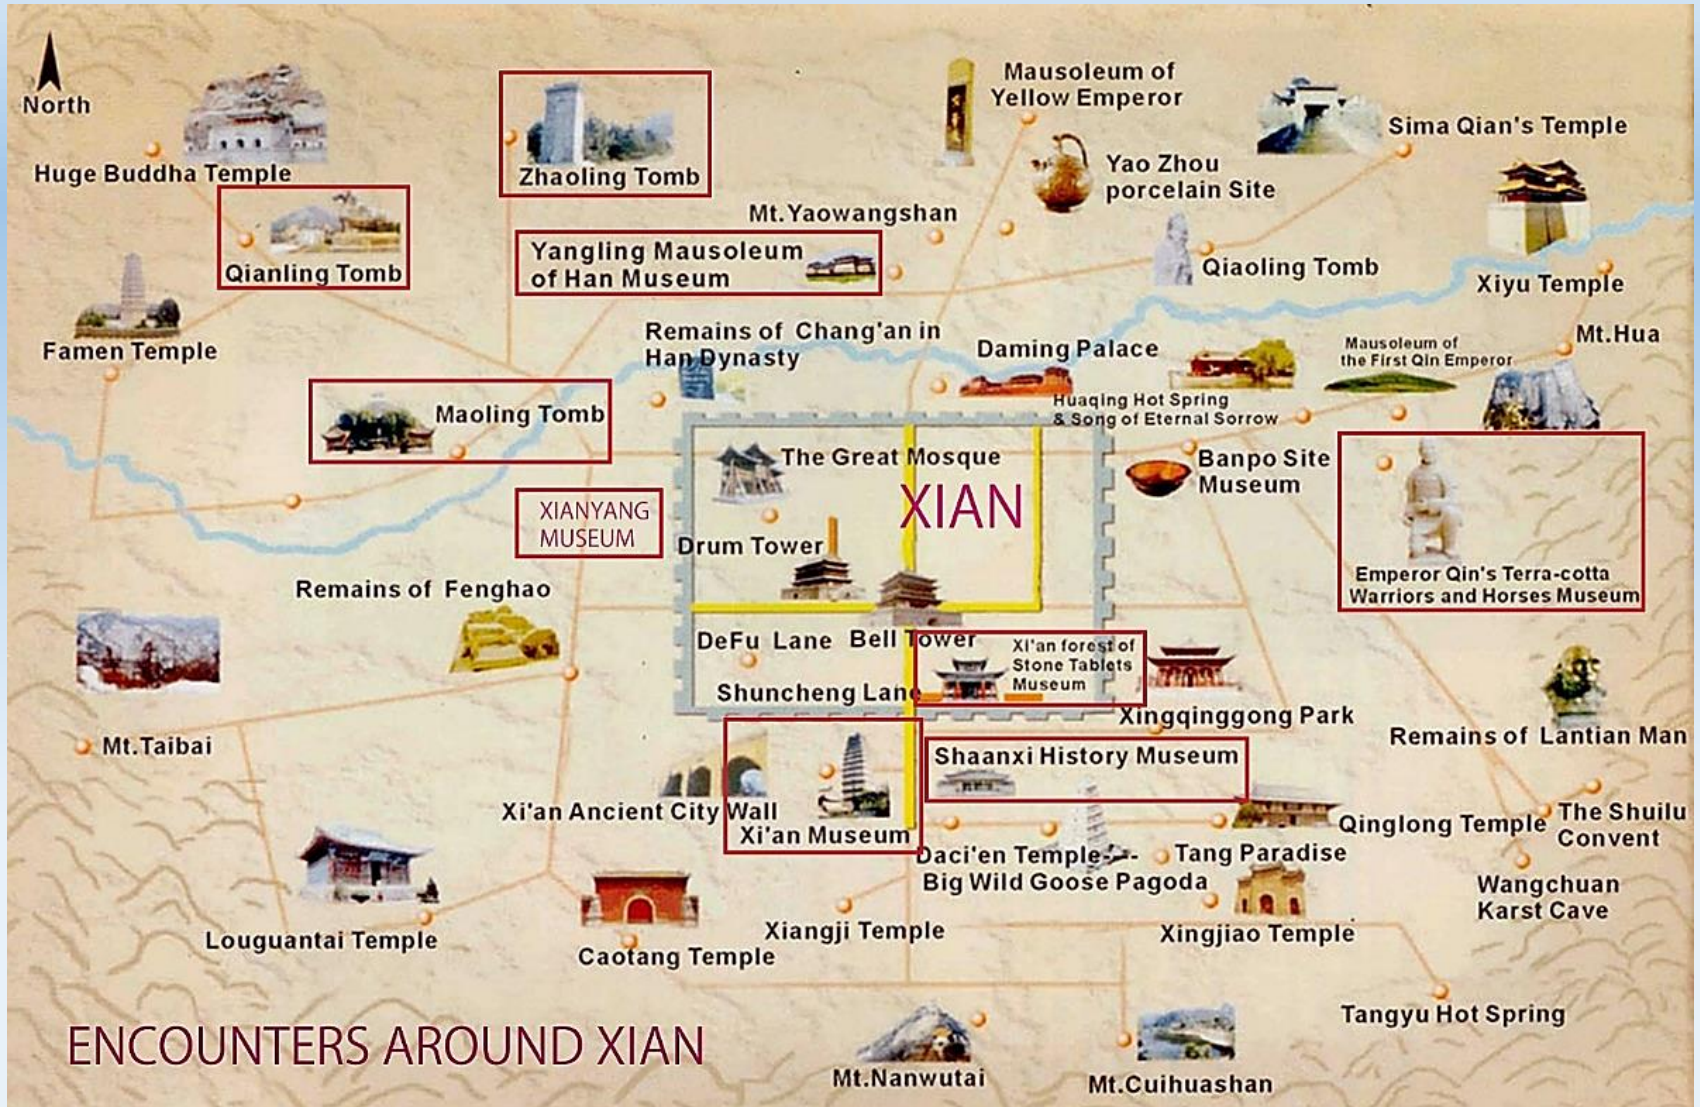 North
Huge Buddha Temple
Zhaoling Tomb
Mausoleum of
Yellow Emperor
Sima Qian's Temple
Yao Zhou
porcelain Site
Qianling Tomb
Mt.Yaowangshan
Yangling Mausoleum
of Han Museum
Qiaoling Tomb
Xiyu Temple
Famen Temple
Remains of Chang'an in
Han Dynasty
Daming Palace
Mausoleum of
the First Qin Emperor
Mt.Hua
Huaqing Hot Spring
& Song of Eternal Sorrow
Maoling Tomb
The Great Mosque
XIAN
Banpo Site
Museum
XIANYANG
MUSEUM
Drum Tower
Emperor Qin's Terra-cotta
Warriors and Horses Museum
Remains of Fenghao
DeFu Lane
Bell Tower
Xi'an forest of
Stone Tablets
Museum
Shuncheng Lane
Xingqinggong Park
Remains of Lantian Man
Mt.Taibai
Shaanxi History Museum
Xi'an Ancient City Wall
Xi'an Museum
Qinglong Temple
The Shuilu
Convent
Daci'en Temple---
Big Wild Goose Pagoda
Tang Paradise
Wangchuan
Karst Cave
Louguantai Temple
Caotang Temple
Xiangji Temple
Xingjiao Temple
Tangyu Hot Spring
ENCOUNTERS AROUND XIAN
Mt.Nanwutai
Mt.Cuihuashan